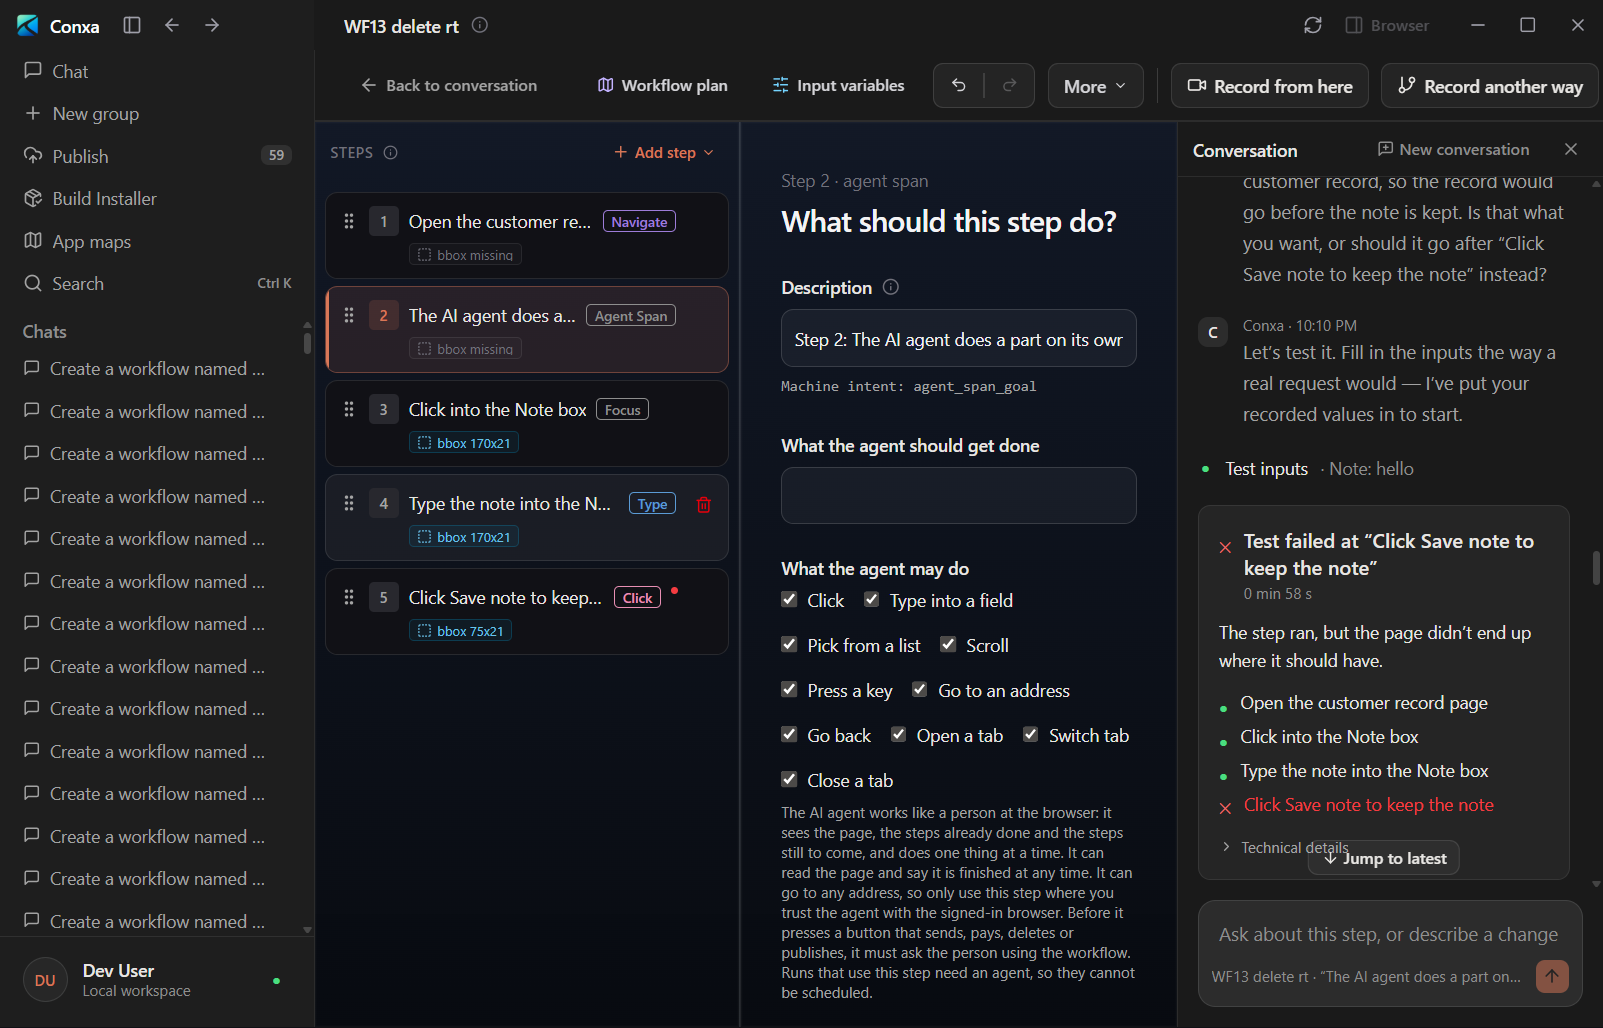 Conxa
WF13 delete rt
Browser
Chat
New group
Publish 59
Build Installer
App maps
Search Ctrl K
Chats
Create a workflow named ...
Create a workflow named ...
Create a workflow named ...
Create a workflow named ...
Create a workflow named ...
Create a workflow named ...
Create a workflow named ...
Create a workflow named ...
Create a workflow named ...
Create a workflow named ...
Create a workflow named ...
Create a workflow named ...
Create a workflow named ...
Create a workflow named ...
DU
Dev User
Local workspace
Back to conversation
Workflow plan
Input variables
More
Record from here
Record another way
STEPS
Add step
1 Open the customer re... Navigate
bbox missing
2 The AI agent does a... Agent Span
bbox missing
3 Click into the Note box Focus
bbox 170x21
4 Type the note into the N... Type
bbox 170x21
5 Click Save note to keep... Click
bbox 75x21
Step 2 · agent span
What should this step do?
Description
Step 2: The AI agent does a part on its owr
Machine intent: agent_span_goal
What the agent should get done
What the agent may do
Click Type into a field
Pick from a list Scroll
Press a key Go to an address
Go back Open a tab Switch tab
Close a tab
The AI agent works like a person at the browser: it
sees the page, the steps already done and the steps
still to come, and does one thing at a time. It can
read the page and say it is finished at any time. It can
go to any address, so only use this step where you
trust the agent with the signed-in browser. Before it
presses a button that sends, pays, deletes or
publishes, it must ask the person using the workflow.
Runs that use this step need an agent, so they cannot
be scheduled.
Conversation
New conversation
customer record, so the record would
go before the note is kept. Is that what
you want, or should it go after “Click
Save note to keep the note” instead?
C
Conxa · 10:10 PM
Let’s test it. Fill in the inputs the way a
real request would — I’ve put your
recorded values in to start.
Test inputs · Note: hello
Test failed at “Click Save note to
keep the note”
0 min 58 s
The step ran, but the page didn’t end up
where it should have.
Open the customer record page
Click into the Note box
Type the note into the Note box
Click Save note to keep the note
Technical details
Jump to latest
Ask about this step, or describe a change
WF13 delete rt · “The AI agent does a part on...